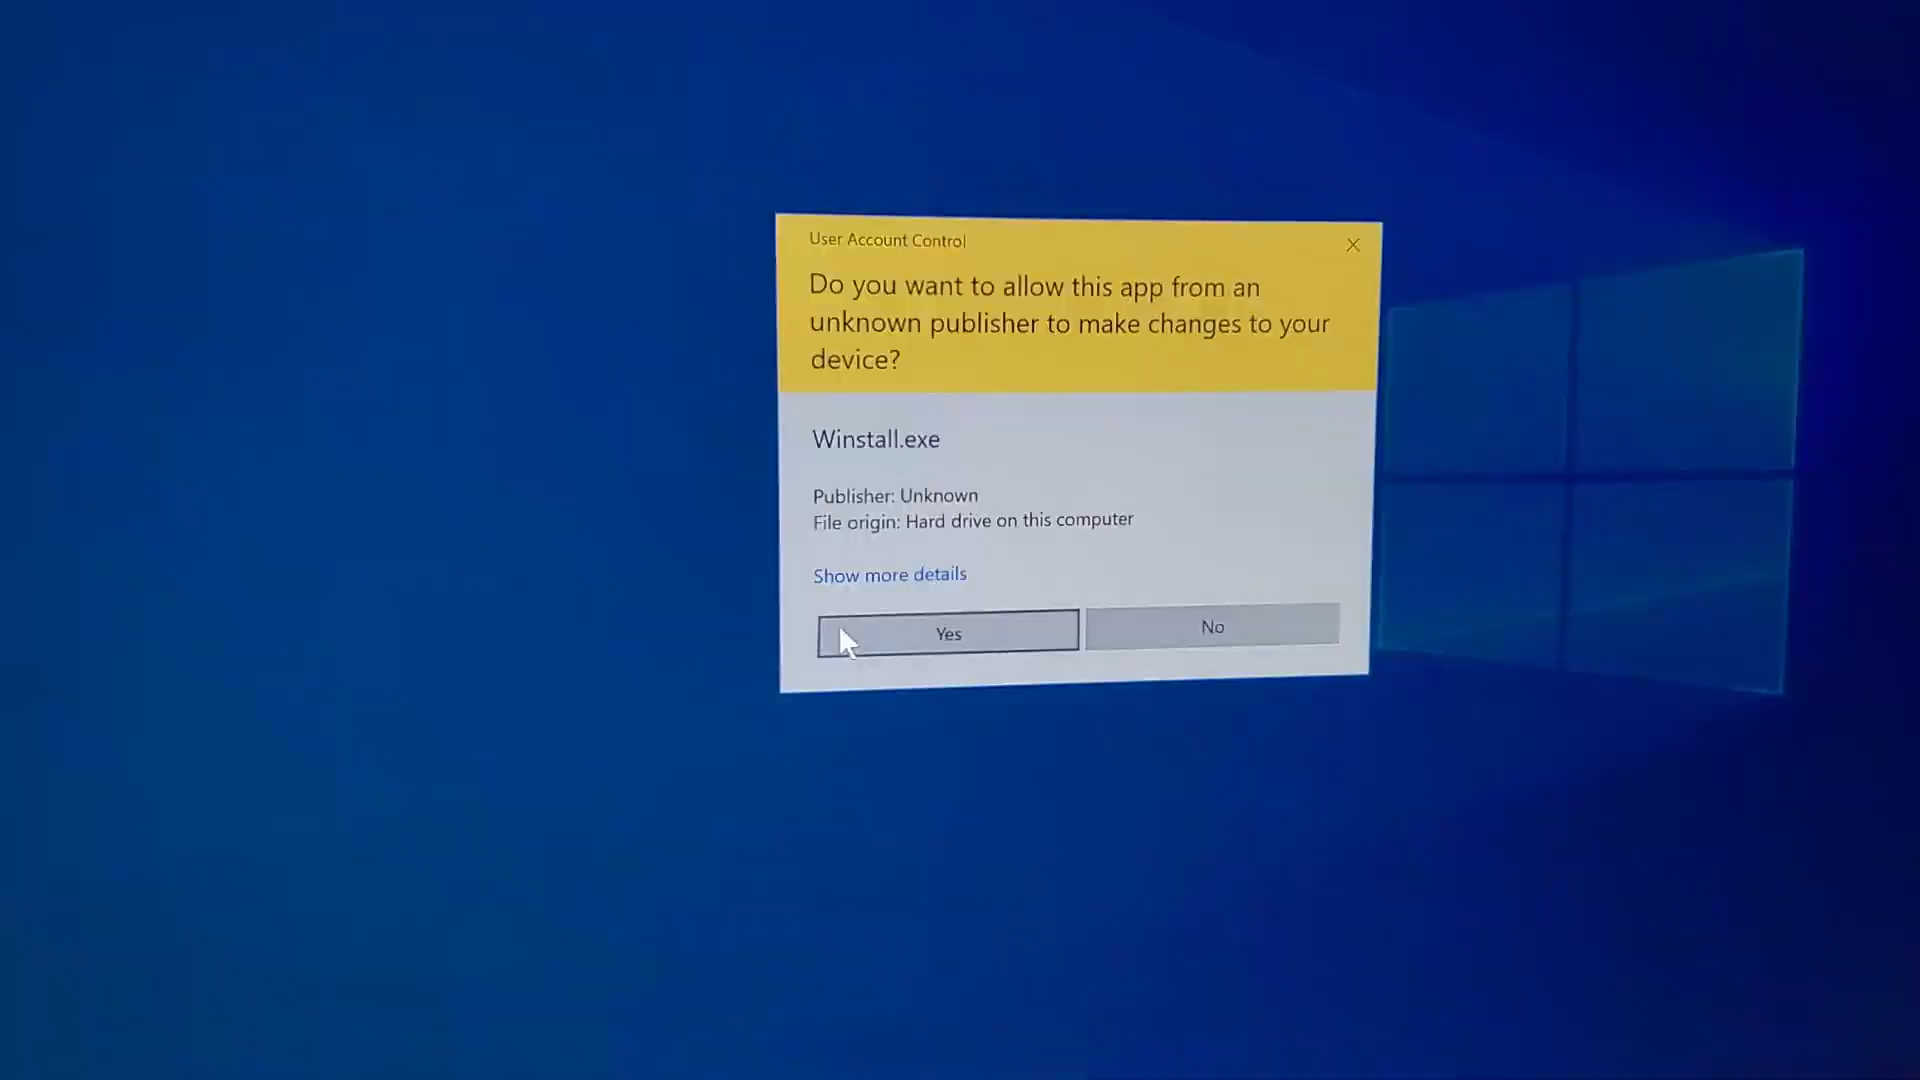 User Account Control
Do you want to allow this app from an
unknown publisher to make changes to your
device?
Winstall.exe
Publisher: Unknown
File origin: Hard drive on this computer
Show more details
Yes
No